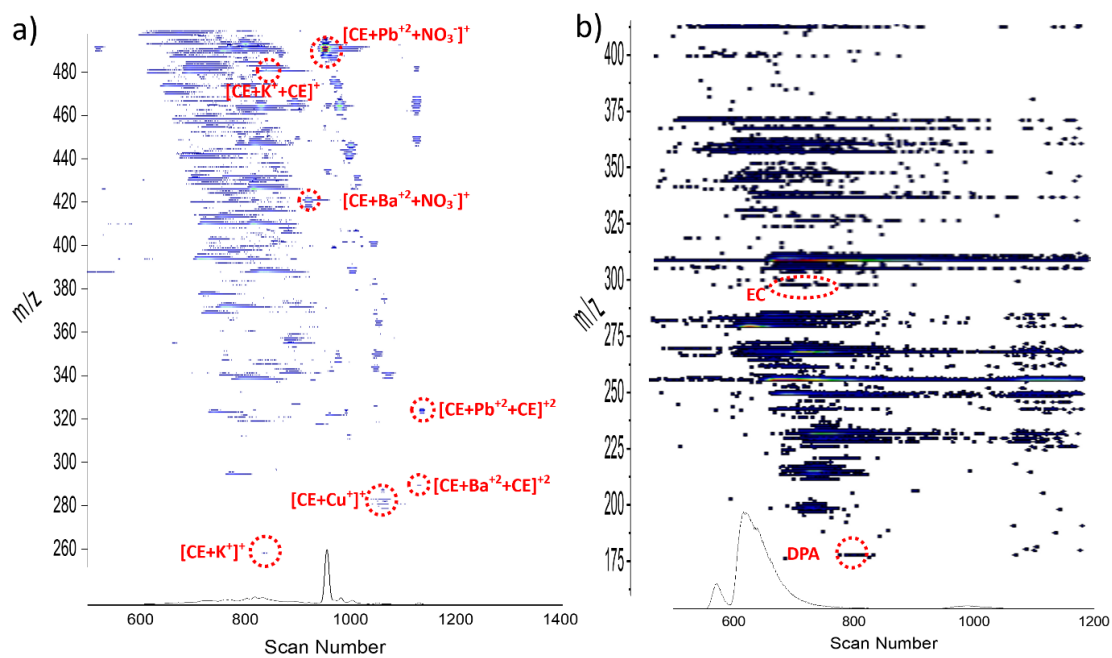 a)
[CE+Pb⁺²+NO₃⁻]⁺
[CE+K⁺+CE]⁺
[CE+Ba⁺²+NO₃⁻]⁺
[CE+Pb⁺²+CE]⁺²
[CE+Ba⁺²+CE]⁺²
[CE+Cu⁺]⁺
[CE+K⁺]⁺
480
460
440
420
400
380
360
340
320
300
280
260
m/z
600 800 1000 1200 1400
Scan Number
b)
400
375
350
325
300
275
250
225
200
175
m/z
EC
DPA
600 800 1000 1200
Scan Number